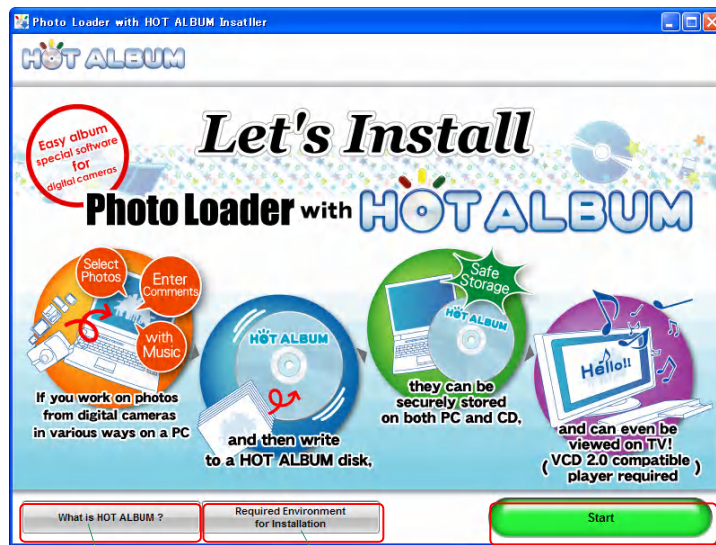 Photo Loader with HOT ALBUM Insatller
HOT ALBUM
Easy album
special software
for
digital cameras
Let's Install
Photo Loader with HOT ALBUM
Select
Photos
Enter
Comments
with
Music
If you work on photos
from digital cameras
in various ways on a PC
HOT ALBUM
and then write
to a HOT ALBUM disk,
Safe
Storage
HOT ALBUM
they can be
securely stored
on both PC and CD,
Hello!!
and can even be
viewed on TV!
( VCD 2.0 compatible )
player required
What is HOT ALBUM ?
Required Environment
for Installation
Start